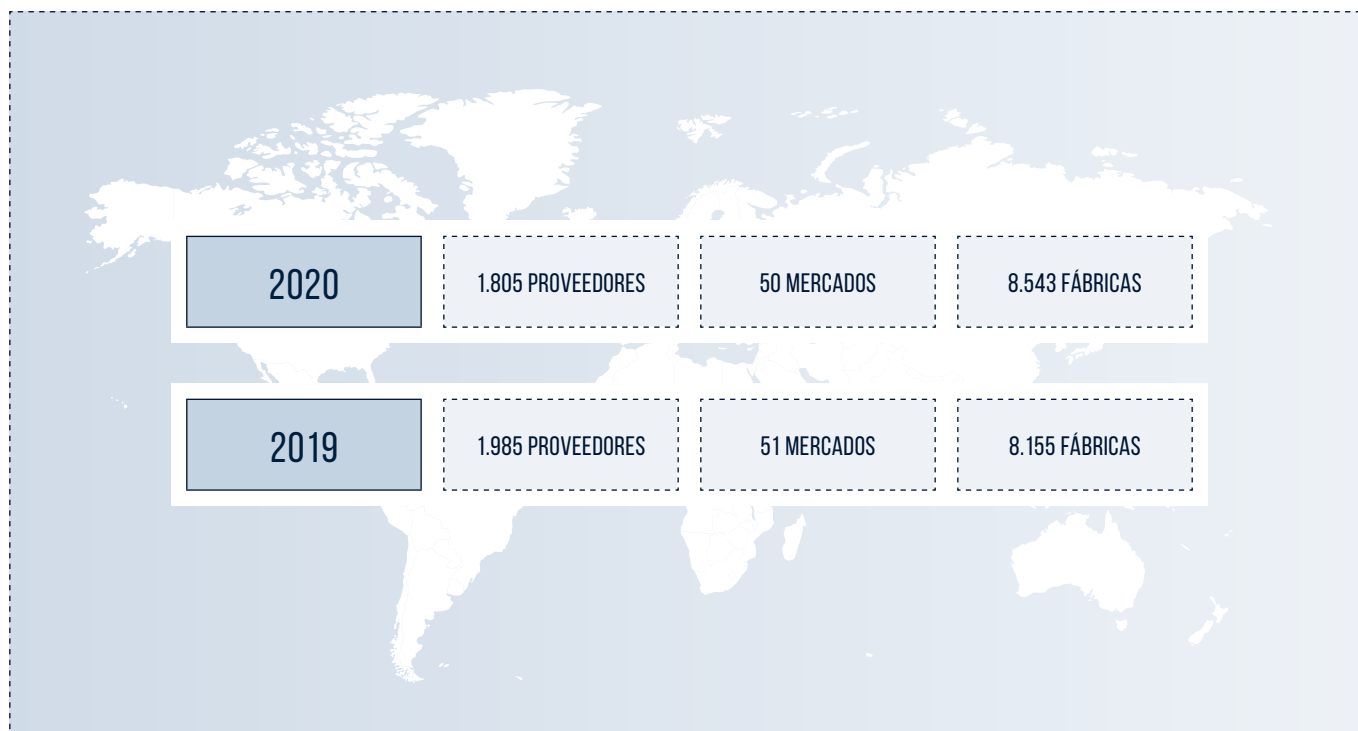 2020
1.805 PROVEEDORES
50 MERCADOS
8.543 FÁBRICAS
2019
1.985 PROVEEDORES
51 MERCADOS
8.155 FÁBRICAS